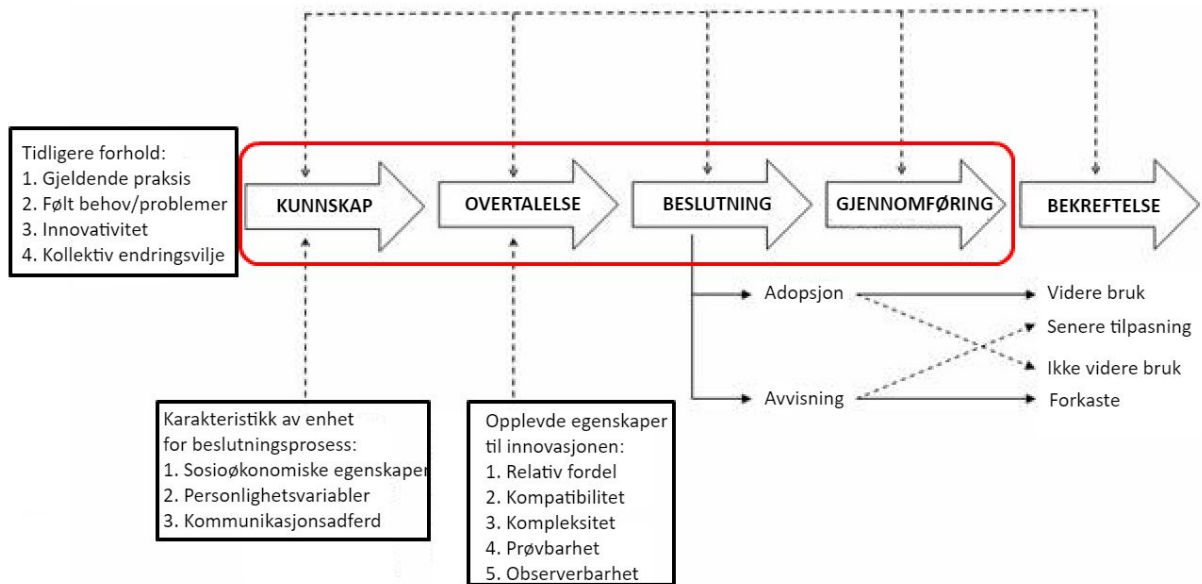 Tidligere forhold:
1. Gjeldende praksis
2. Følt behov/problemer
3. Innovativitet
4. Kollektiv endringsvilje
KUNNSKAP
OVERTALELSE
BESLUTNING
GJENNOMFØRING
BEKREFTELSE
Adopsjon
Avvisning
Videre bruk
Senere tilpasning
Ikke videre bruk
Forkaste
Karakteristikk av enhet
for beslutningsprosess:
1. Sosioøkonomiske egenskaper
2. Personlighetsvariabler
3. Kommunikasjonsadferd
Opplevde egenskaper
til innovasjonen:
1. Relativ fordel
2. Kompatibilitet
3. Kompleksitet
4. Prøvbarhet
5. Observerbarhet